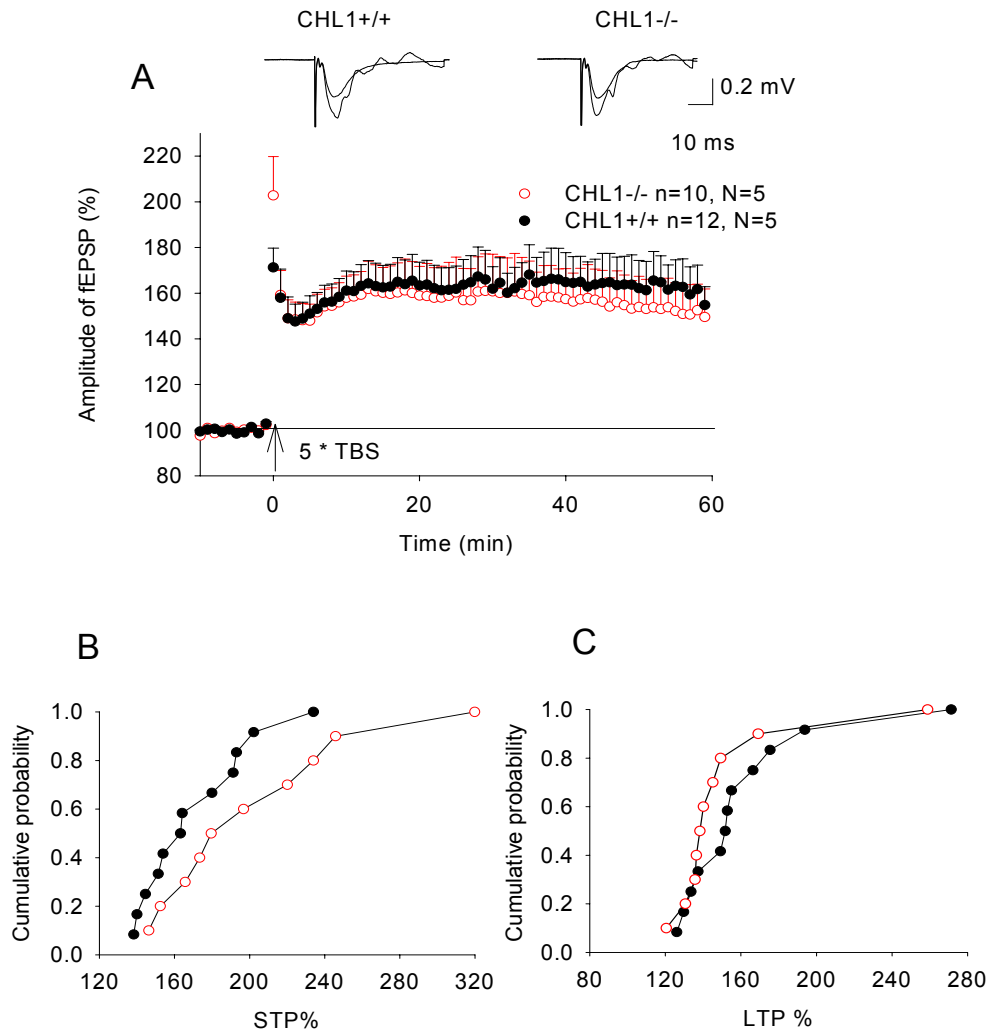 CHL1+/+ CHL1-/-
A
0.2 mV
10 ms
220
200
180
160
140
120
100
80
Amplitude of fEPSP (%)
CHL1-/- n=10, N=5
CHL1+/+ n=12, N=5
5 * TBS
0 20 40 60
Time (min)
B
1.0
0.8
0.6
0.4
0.2
0.0
Cumulative probability
120 160 200 240 280 320
STP%
C
1.0
0.8
0.6
0.4
0.2
0.0
Cumulative probability
80 120 160 200 240 280
LTP %